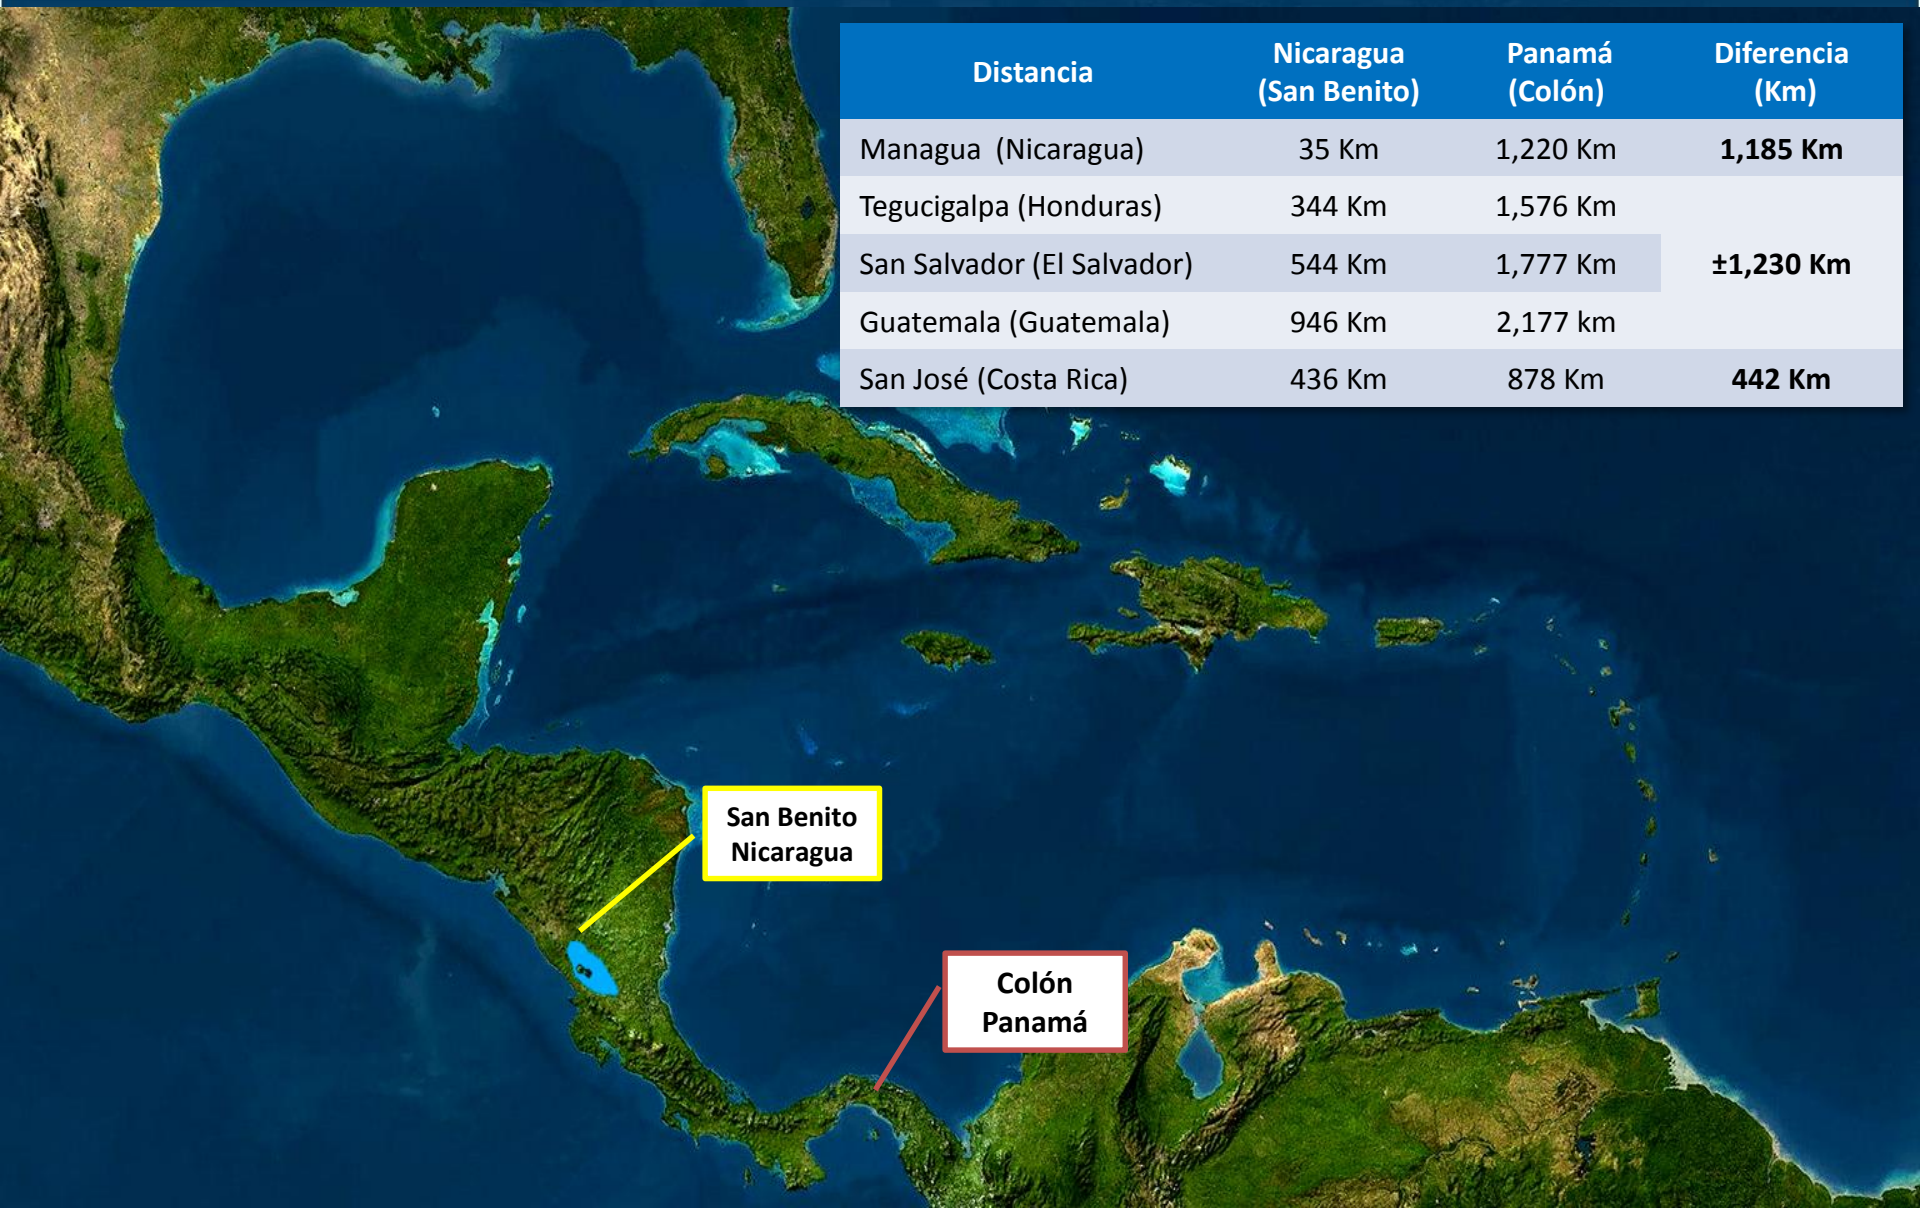 Distancia Nicaragua (San Benito) Panamá (Colón) Diferencia (Km)
Managua (Nicaragua) 35 Km 1,220 Km 1,185 Km
Tegucigalpa (Honduras) 344 Km 1,576 Km
San Salvador (El Salvador) 544 Km 1,777 Km ±1,230 Km
Guatemala (Guatemala) 946 Km 2,177 km
San José (Costa Rica) 436 Km 878 Km 442 Km
San Benito
Nicaragua
Colón
Panamá